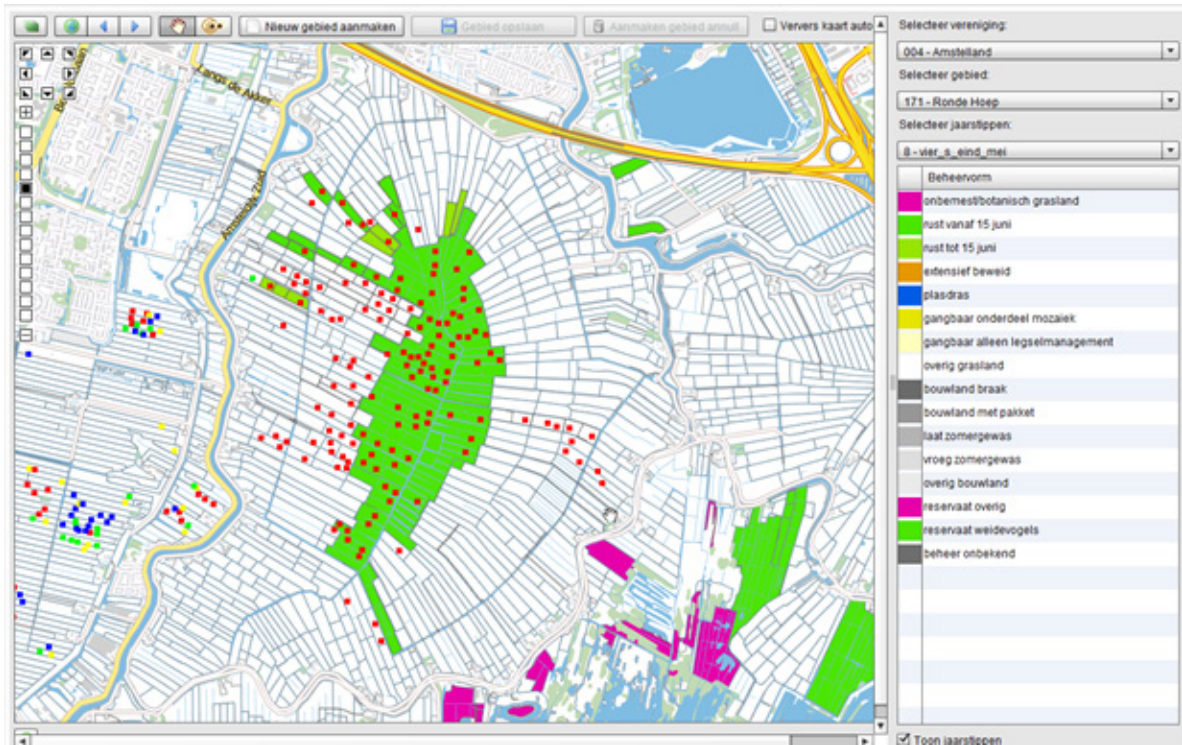 Nieuw gebied aanmaken
Gebied opslaan
Aanmaken gebied annul
Ververs kaart auto
Langs de Akker
Amsteldijk Zuid
Selecteer vereniging:
004 - Amstelland
Selecteer gebied:
171 - Ronde Hoep
Selecteer jaarstippen:
8 - vier_s_eind_mei
Beheervorm
onbemest/botanisch grasland
rust vanaf 15 juni
rust tot 15 juni
extensief beweid
plasdras
gangbaar onderdeel mozaiek
gangbaar alleen legselmanagement
overig grasland
bouwland braak
bouwland met pakket
laat zomergewas
vroeg zomergewas
overig bouwland
reservaat overig
reservaat weidevogels
beheer onbekend
Toon jaarstippen